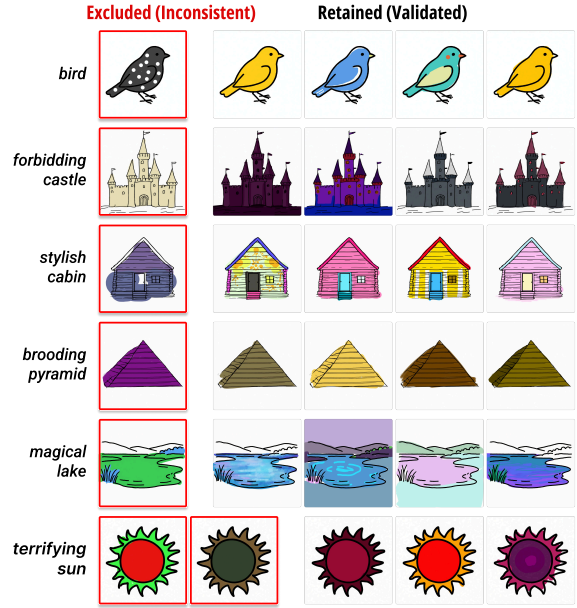 Excluded (Inconsistent) Retained (Validated)
bird
forbidding
castle
stylish
cabin
brooding
pyramid
magical
lake
terrifying
sun